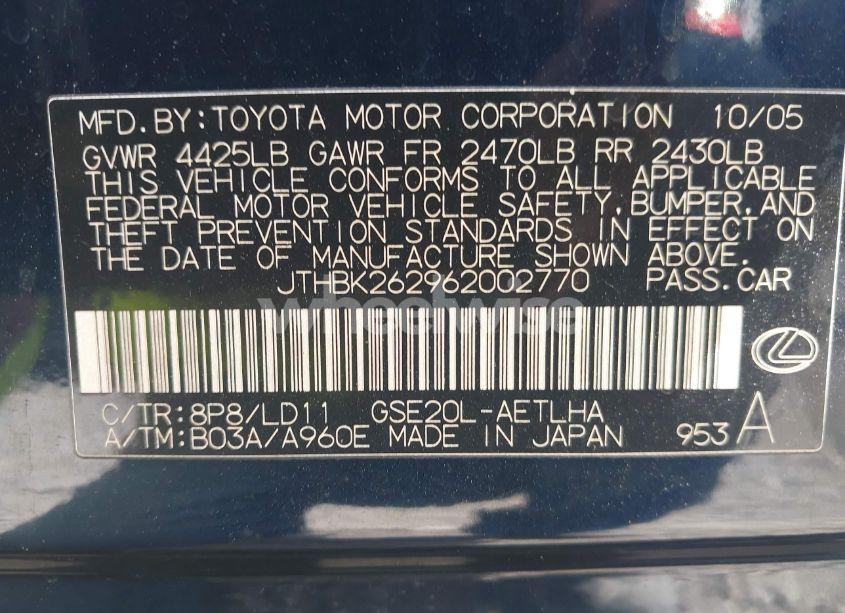 MFD. BY: TOYOTA MOTOR CORPORATION 10/05
GVWR 4425LB GAWR FR 2470LB RR 2430LB
THIS VEHICLE CONFORMS TO ALL APPLICABLE
FEDERAL MOTOR VEHICLE SAFETY, BUMPER, AND
THEFT PREVENTION STANDARDS IN EFFECT ON
THE DATE OF MANUFACTURE SHOWN ABOVE.
JTHBK262962002770 PASS. CAR
wheelwise
C/TR: 8P8/LD11 GSE20L-AETLHA
A/TM: B03A/A960E MADE IN JAPAN 953 A